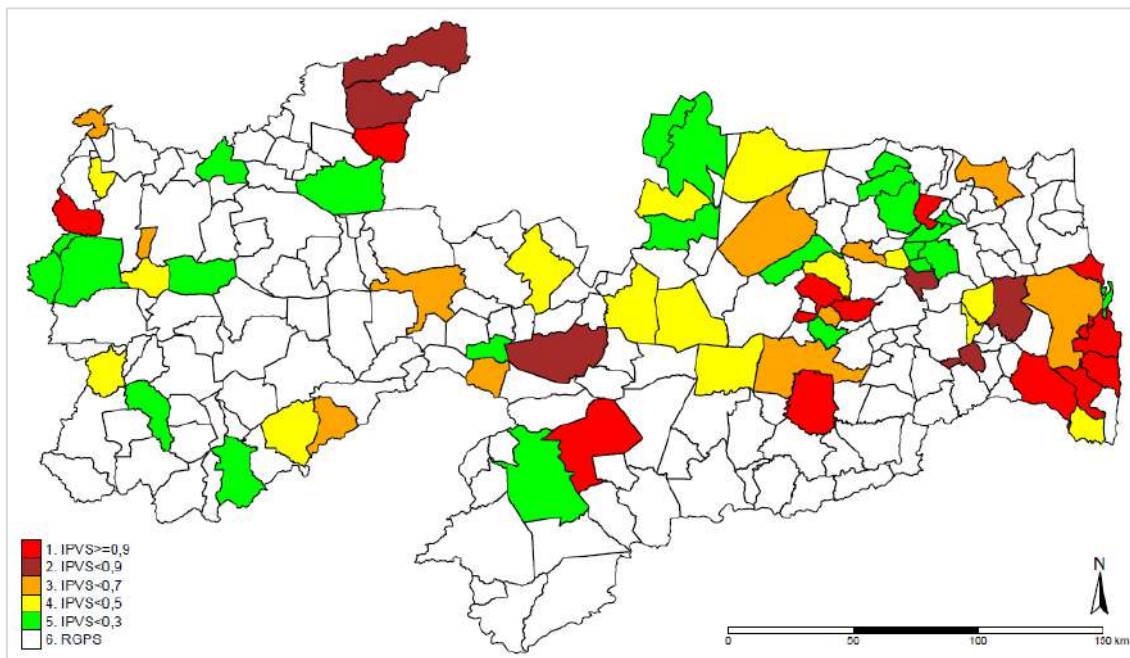 1. IPVS>=0,9
2. IPVS<0,9
3. IPVS<0,7
4. IPVS<0,5
5. IPVS<0,3
6. RGPS
N
0 50 100 150 km